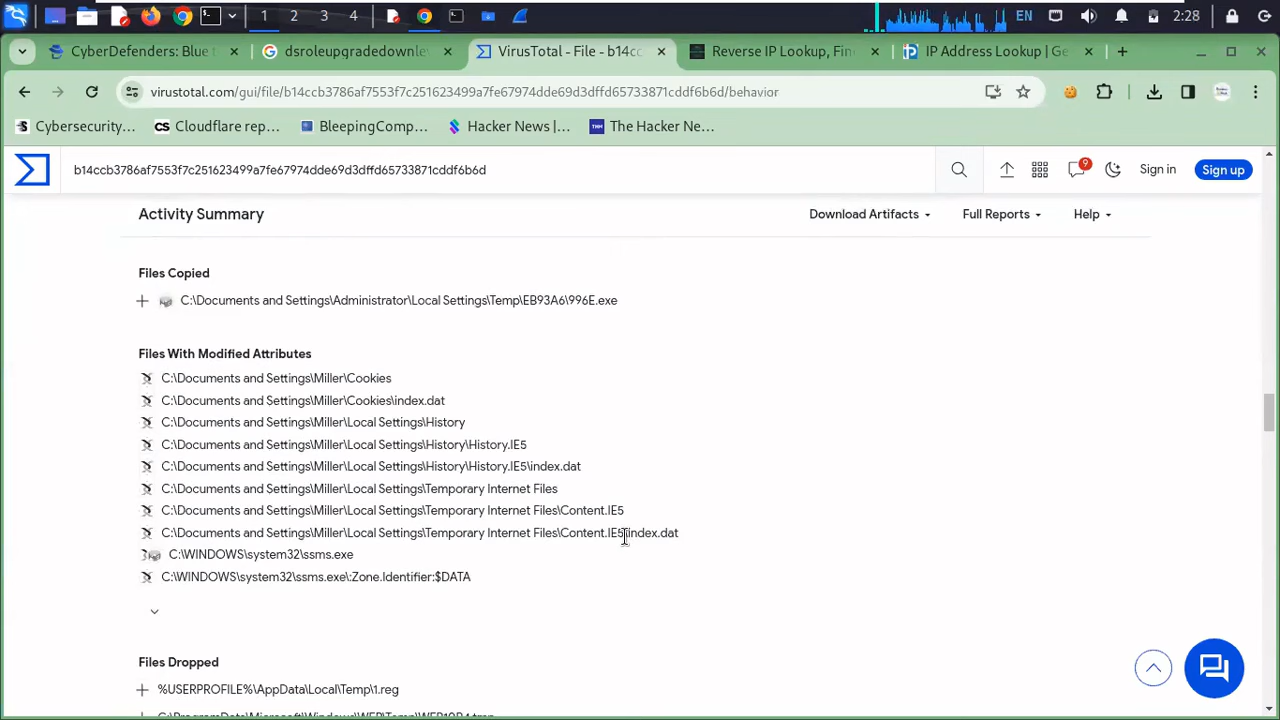 1 2 3 4 EN 2:28
CyberDefenders: Blue t
dsroleupgradedownlev
VirusTotal - File - b14cc
Reverse IP Lookup, Fin
IP Address Lookup | Ge
virustotal.com/gui/file/b14ccb3786af7553f7c251623499a7fe67974dde69d3dffd65733871cddf6b6d/behavior
Cybersecurity...
CS Cloudflare rep...
BleepingComp...
Hacker News |...
THN The Hacker Ne...
b14ccb3786af7553f7c251623499a7fe67974dde69d3dffd65733871cddf6b6d
9
Sign in
Sign up
Activity Summary
Download Artifacts
Full Reports
Help
Files Copied
C:\Documents and Settings\Administrator\Local Settings\Temp\EB93A6\996E.exe
Files With Modified Attributes
C:\Documents and Settings\Miller\Cookies
C:\Documents and Settings\Miller\Cookies\index.dat
C:\Documents and Settings\Miller\Local Settings\History
C:\Documents and Settings\Miller\Local Settings\History\History.IE5
C:\Documents and Settings\Miller\Local Settings\History\History.IE5\index.dat
C:\Documents and Settings\Miller\Local Settings\Temporary Internet Files
C:\Documents and Settings\Miller\Local Settings\Temporary Internet Files\Content.IE5
C:\Documents and Settings\Miller\Local Settings\Temporary Internet Files\Content.IE5\index.dat
C:\WINDOWS\system32\ssms.exe
C:\WINDOWS\system32\ssms.exe\:Zone.Identifier:$DATA
Files Dropped
%USERPROFILE%\AppData\Local\Temp\1.reg